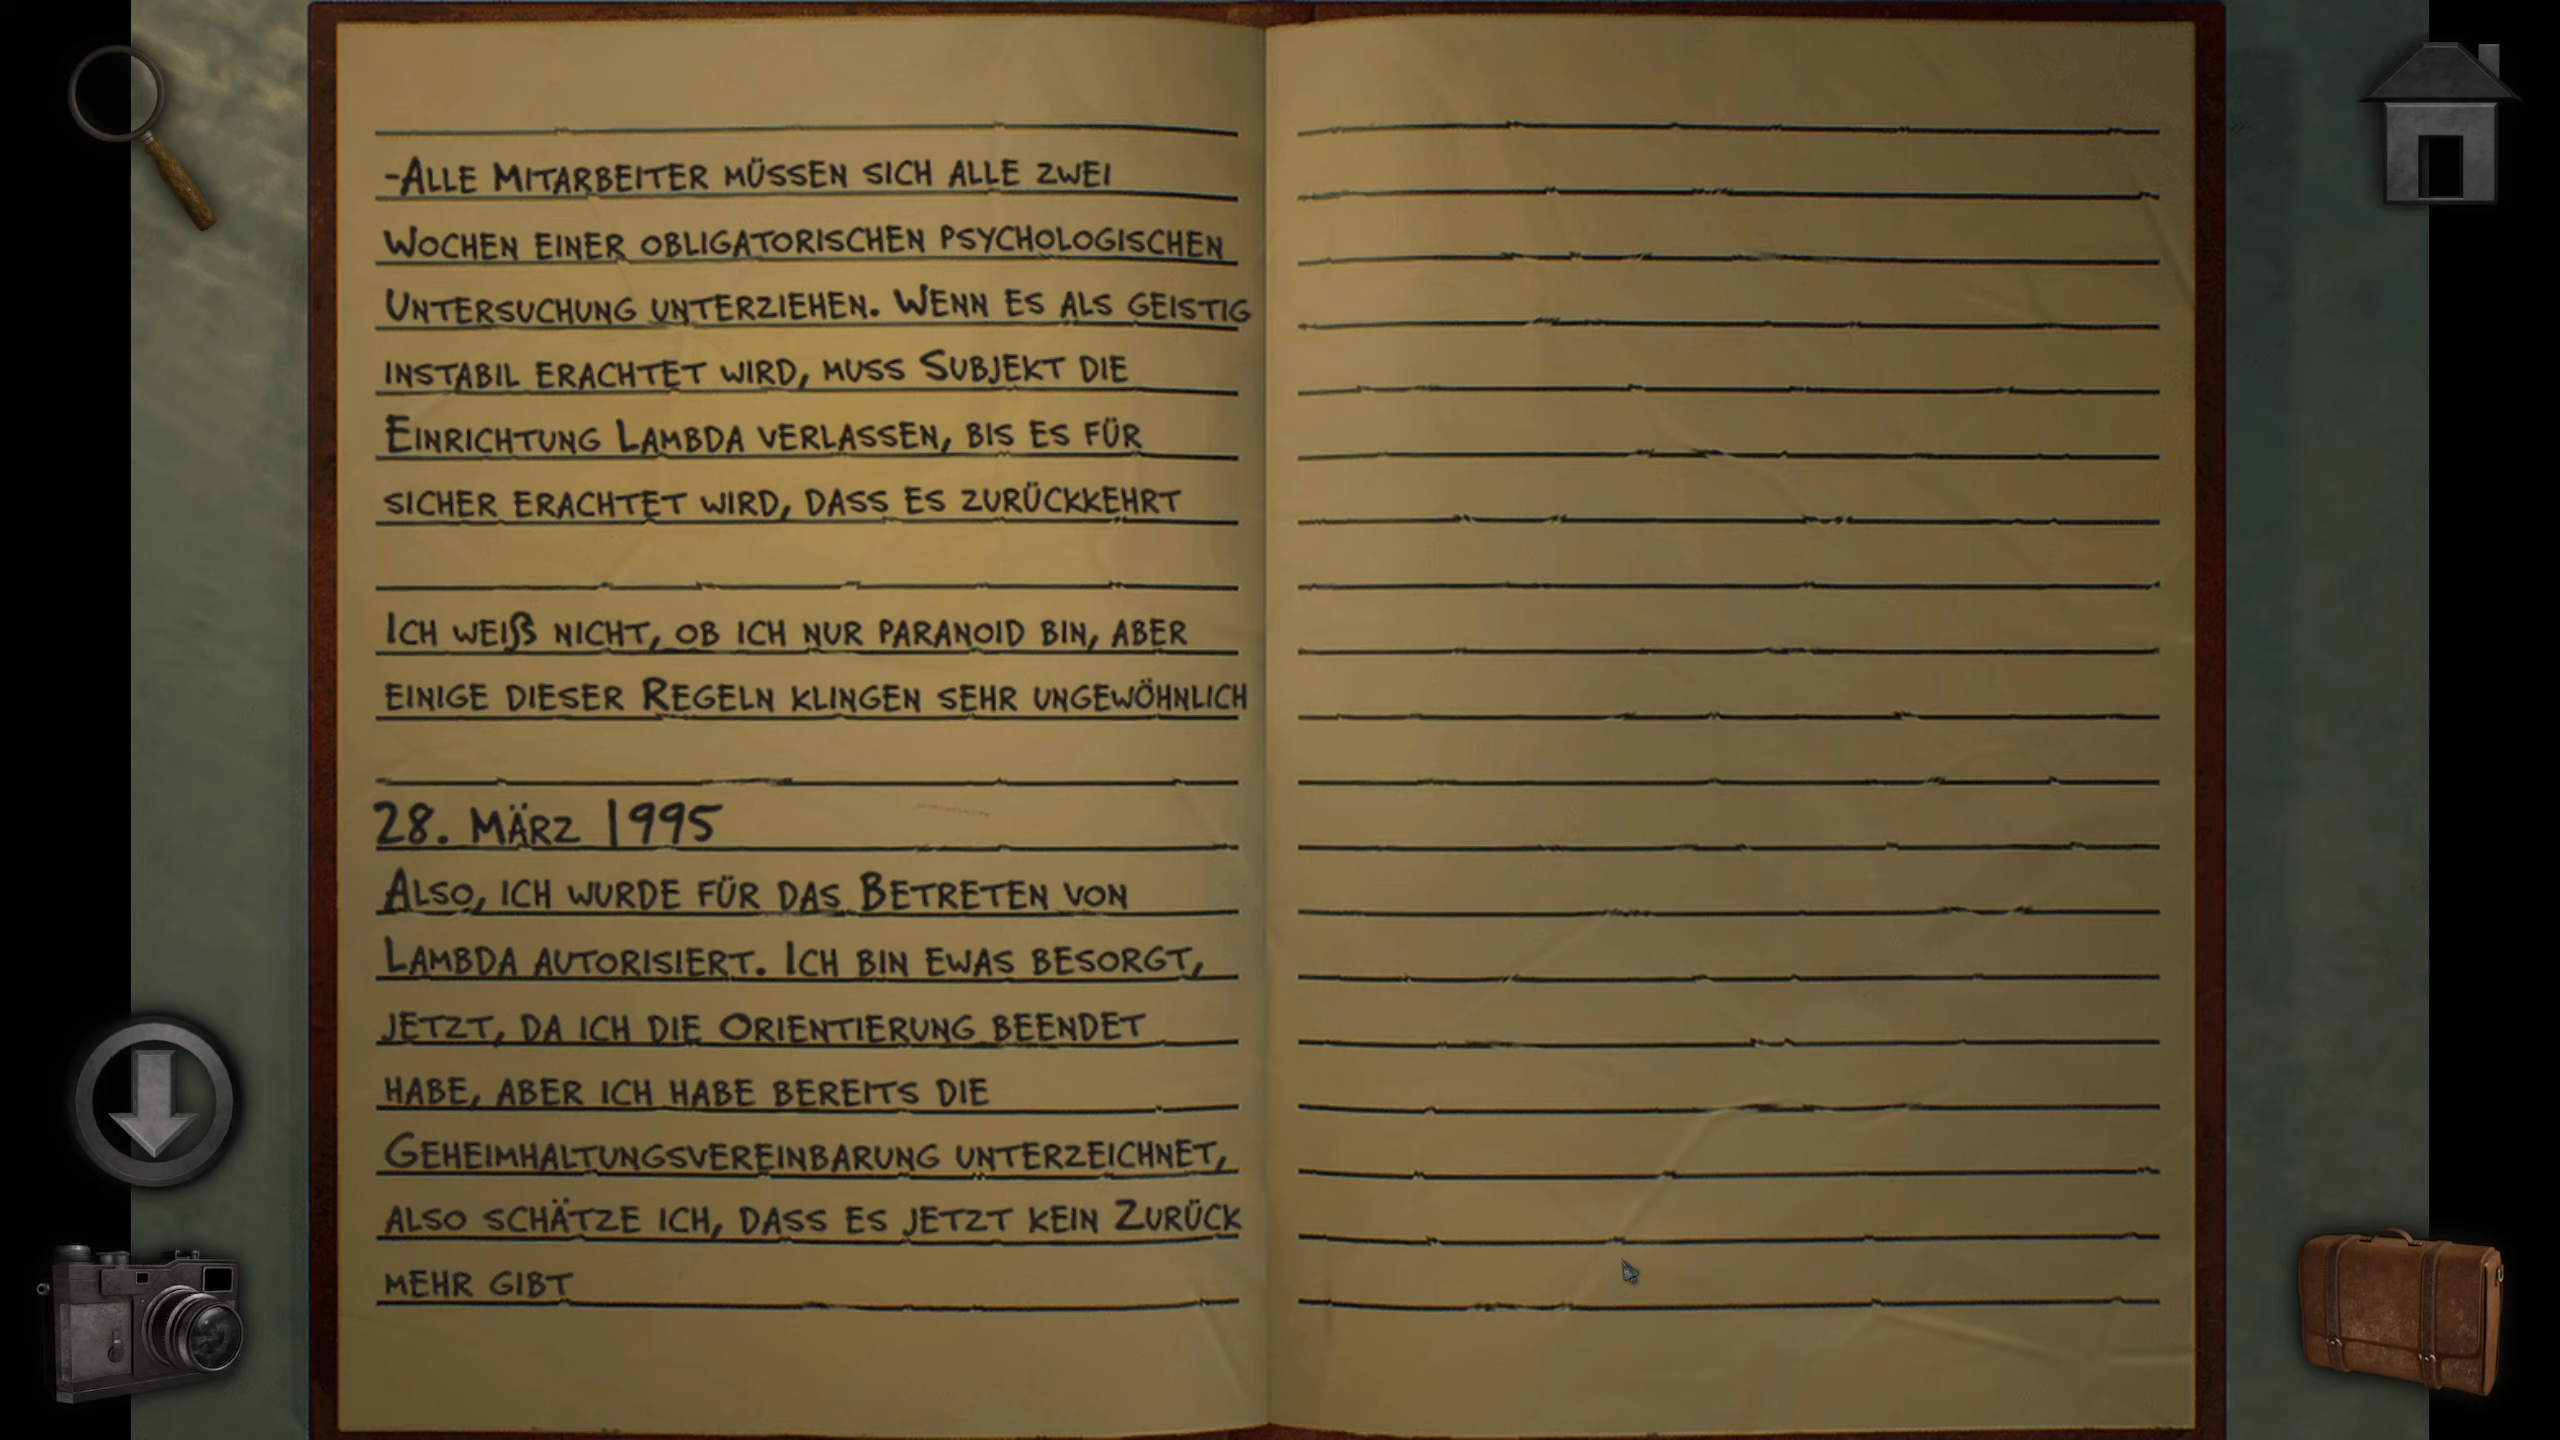 -Alle Mitarbeiter müssen sich alle zwei
Wochen einer obligatorischen psychologischen
Untersuchung unterziehen. Wenn es als geistig
instabil erachtet wird, muss Subjekt die
Einrichtung Lambda verlassen, bis es für
sicher erachtet wird, dass es zurückkehrt
Ich weiß nicht, ob ich nur paranoid bin, aber
einige dieser Regeln klingen sehr ungewöhnlich
28. März 1995
Also, ich wurde für das Betreten von
Lambda autorisiert. Ich bin ewas besorgt,
jetzt, da ich die Orientierung beendet
habe, aber ich habe bereits die
Geheimhaltungsvereinbarung unterzeichnet,
also schätze ich, dass es jetzt kein Zurück
mehr gibt